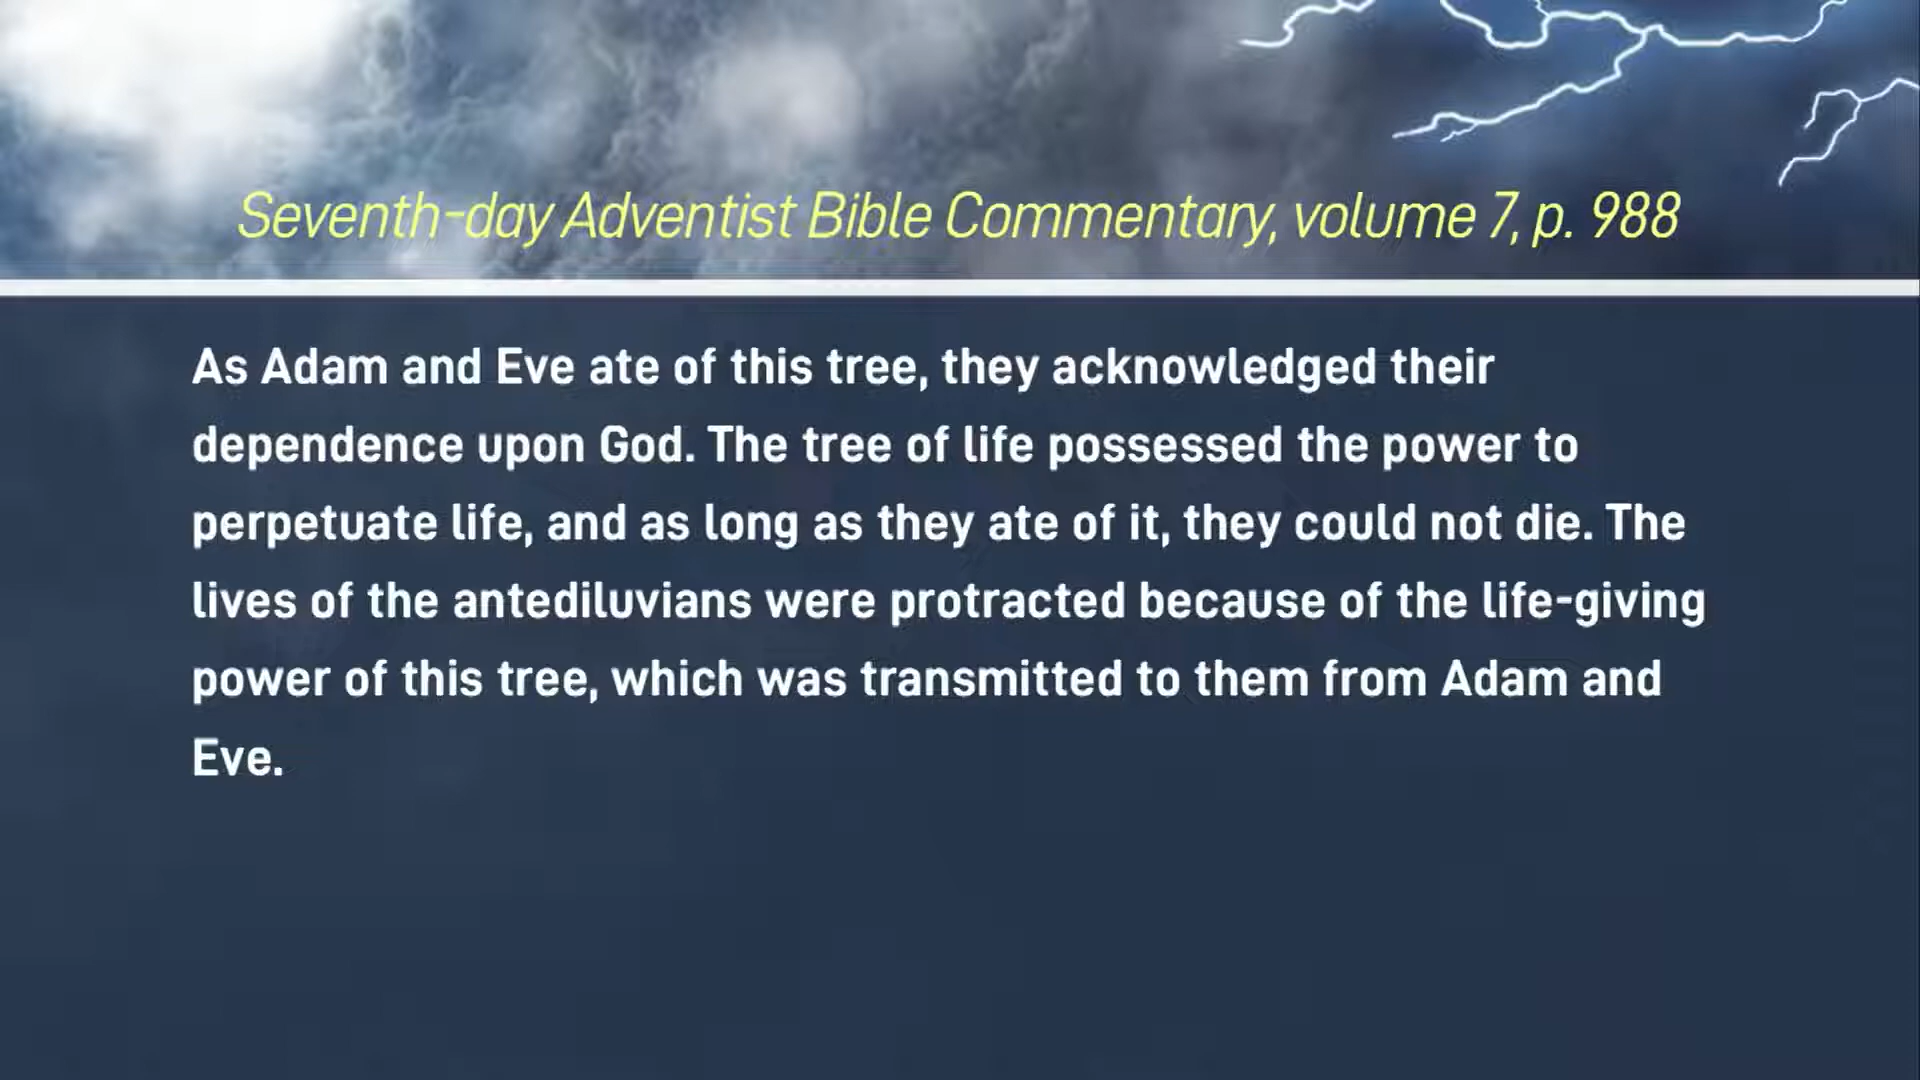 Seventh-day Adventist Bible Commentary, volume 7, p. 988
As Adam and Eve ate of this tree, they acknowledged their
dependence upon God. The tree of life possessed the power to
perpetuate life, and as long as they ate of it, they could not die. The
lives of the antediluvians were protracted because of the life-giving
power of this tree, which was transmitted to them from Adam and
Eve.